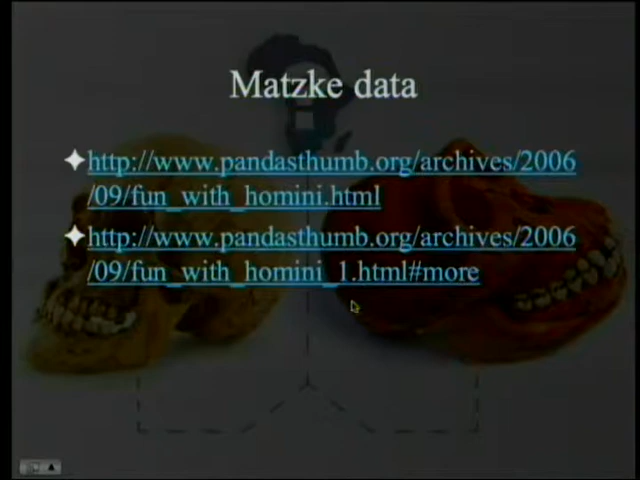 Matzke data
http://www.pandasthumb.org/archives/2006
/09/fun_with_homini.html
http://www.pandasthumb.org/archives/2006
/09/fun_with_homini_1.html#more